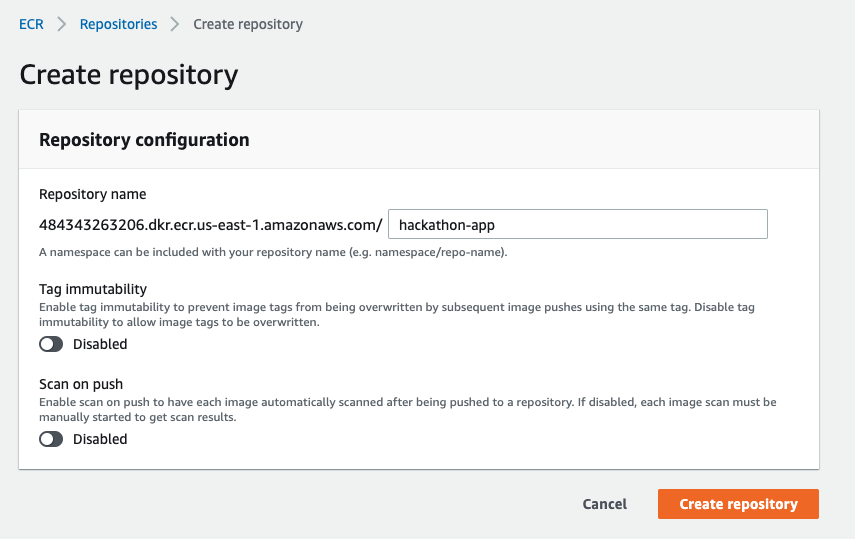 ECR > Repositories > Create repository
Create repository
Repository configuration
Repository name
484343263206.dkr.ecr.us-east-1.amazonaws.com/ hackathon-app
A namespace can be included with your repository name (e.g. namespace/repo-name).
Tag immutability
Enable tag immutability to prevent image tags from being overwritten by subsequent image pushes using the same tag. Disable tag
immutability to allow image tags to be overwritten.
Disabled
Scan on push
Enable scan on push to have each image automatically scanned after being pushed to a repository. If disabled, each image scan must be
manually started to get scan results.
Disabled
Cancel Create repository